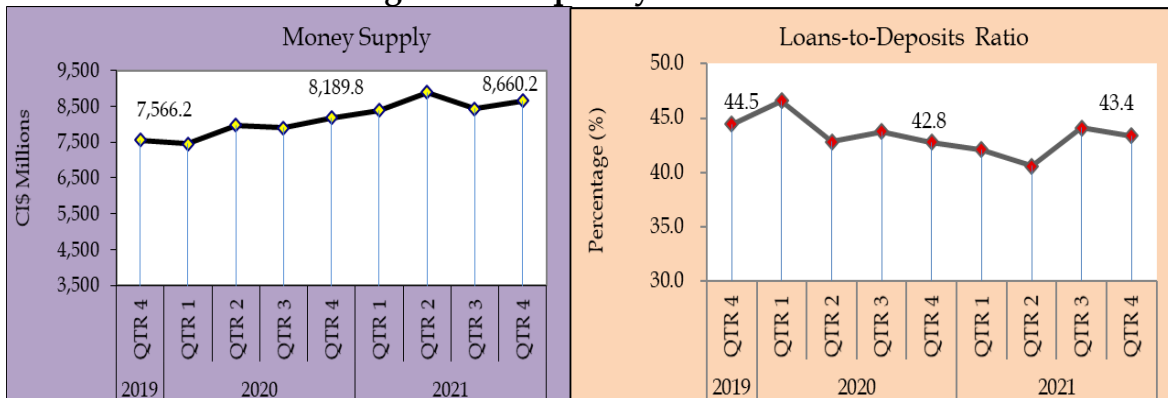 Money Supply
9,500
8,500
7,500
6,500
5,500
4,500
3,500
CI$ Millions
7,566.2
8,189.8
8,660.2
QTR 4
QTR 1
QTR 2
QTR 3
QTR 4
QTR 1
QTR 2
QTR 3
QTR 4
2019 2020 2021
Loans-to-Deposits Ratio
50.0
45.0
40.0
35.0
30.0
Percentage (%)
44.5
42.8
43.4
QTR 4
QTR 1
QTR 2
QTR 3
QTR 4
QTR 1
QTR 2
QTR 3
QTR 4
2019 2020 2021